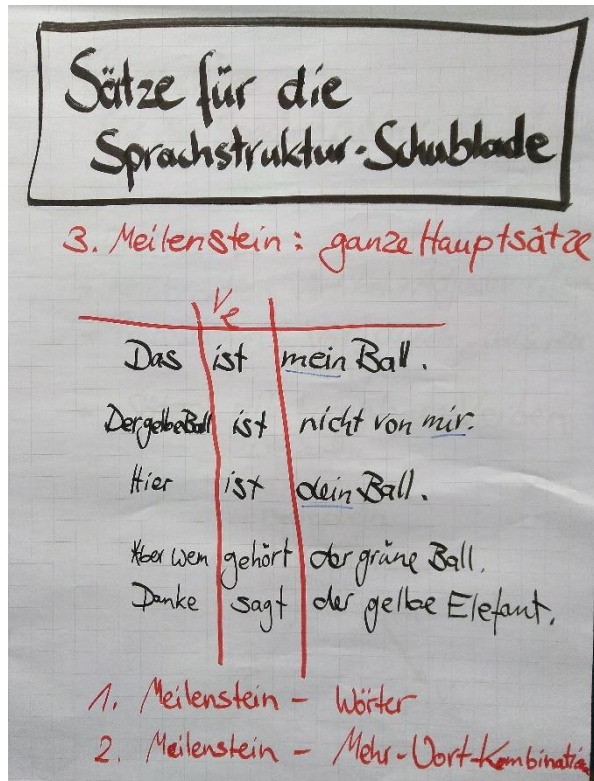 Sätze für die
Sprachstruktur-Schublade
3. Meilenstein: ganze Hauptsätze
Ve
Das ist mein Ball.
Der gelbe Ball ist nicht von mir.
Hier ist dein Ball.
Aber wem gehört der grüne Ball.
Danke sagt der gelbe Elefant.
1. Meilenstein - Wörter
2. Meilenstein - Mehr-Wort-Kombinatio